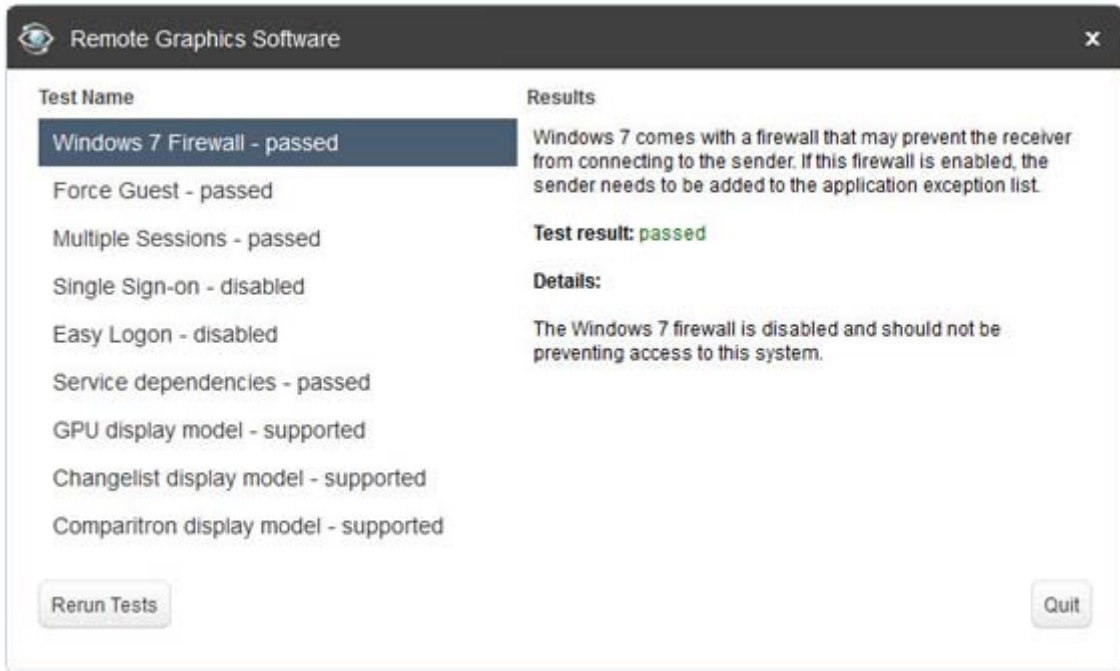 Remote Graphics Software
x
Test Name
Windows 7 Firewall - passed
Force Guest - passed
Multiple Sessions - passed
Single Sign-on - disabled
Easy Logon - disabled
Service dependencies - passed
GPU display model - supported
Changelist display model - supported
Comparitron display model - supported
Results
Windows 7 comes with a firewall that may prevent the receiver
from connecting to the sender. If this firewall is enabled, the
sender needs to be added to the application exception list.
Test result: passed
Details:
The Windows 7 firewall is disabled and should not be
preventing access to this system.
Rerun Tests
Quit